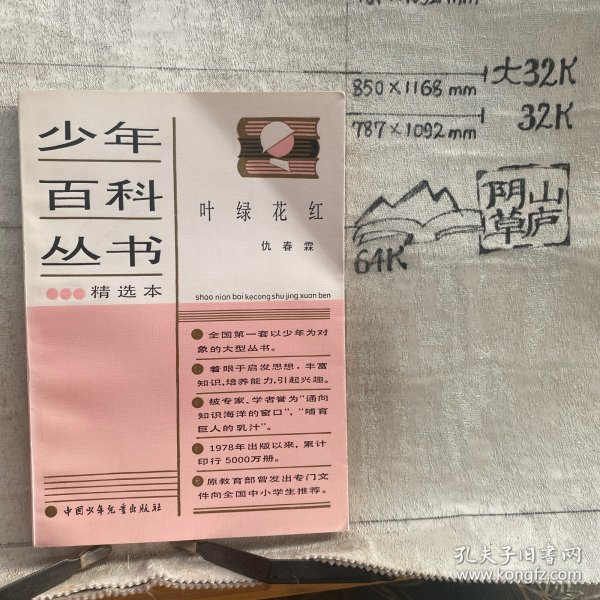 少年
百科
丛书
精选本
叶绿花红
仇春霖
shao nian bai kecong shu jing xuan ben
全国第一套以少年为对
象的大型丛书。
着眼于启发思想,丰富
知识,培养能力,引起兴趣。
被专家、学者誉为“通向
知识海洋的窗口”,“哺育
巨人的乳汁”。
1978年出版以来,累计
印行 5000万册。
原教育部曾发出专门文
件向全国中小学生推荐。
中国少年儿童出版社
850×1168 mm 大32K
787×1092 mm 32K
64K
阴山
草庐
孔夫子旧书网
www.kongfz.com